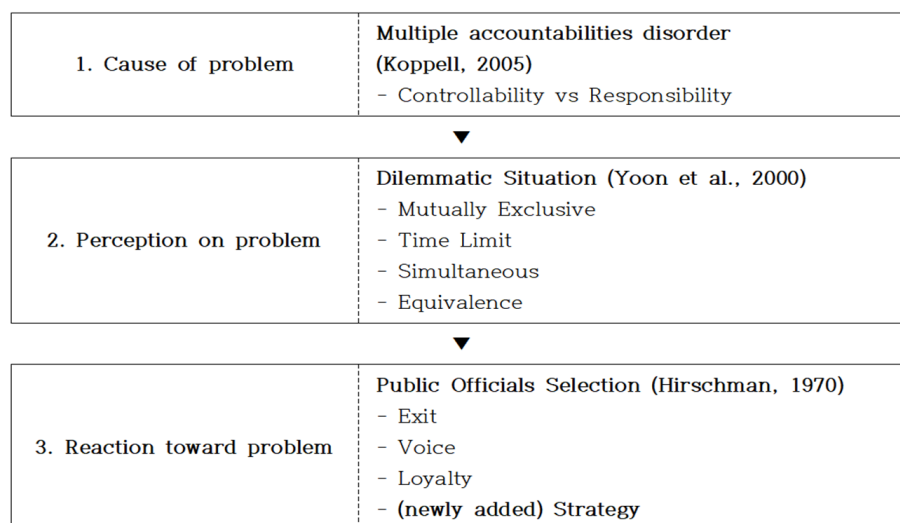 1. Cause of problem
Multiple accountabilities disorder
(Koppell, 2005)
- Controllability vs Responsibility
▼
2. Perception on problem
Dilemmatic Situation (Yoon et al., 2000)
- Mutually Exclusive
- Time Limit
- Simultaneous
- Equivalence
▼
3. Reaction toward problem
Public Officials Selection (Hirschman, 1970)
- Exit
- Voice
- Loyalty
- (newly added) Strategy